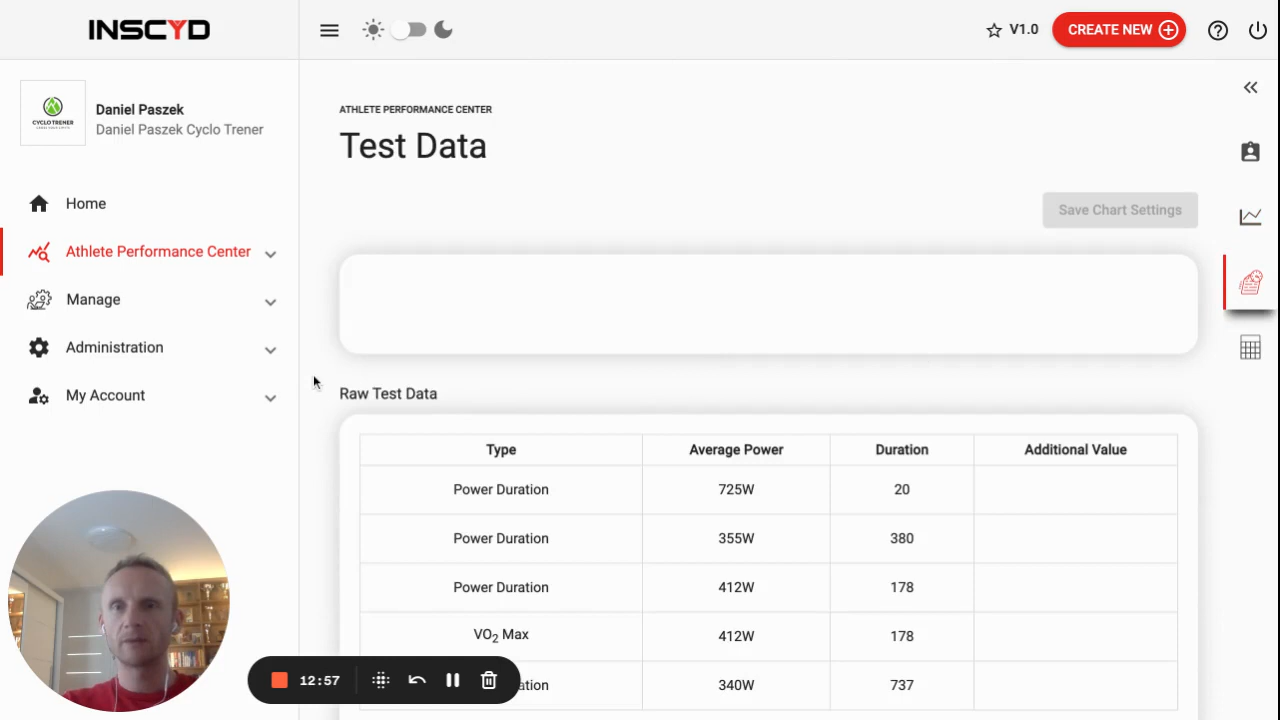 INSCYD
V1.0
CREATE NEW
CYCLO TRENER
Daniel Paszek
Daniel Paszek Cyclo Trener
Home
Athlete Performance Center
Manage
Administration
My Account
ATHLETE PERFORMANCE CENTER
Test Data
Save Chart Settings
Raw Test Data
Type Average Power Duration Additional Value
Power Duration 725W 20
Power Duration 355W 380
Power Duration 412W 178
VO2 Max 412W 178
ation 340W 737
12:57